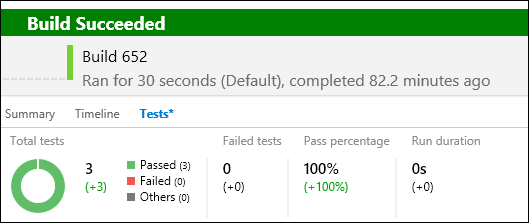 Build Succeeded
Build 652
Ran for 30 seconds (Default), completed 82.2 minutes ago
Summary Timeline Tests*
Total tests Failed tests Pass percentage Run duration
3 Passed (3) 0 100% 0s
(+3) Failed (0) (+0) (+100%) (+0)
Others (0)